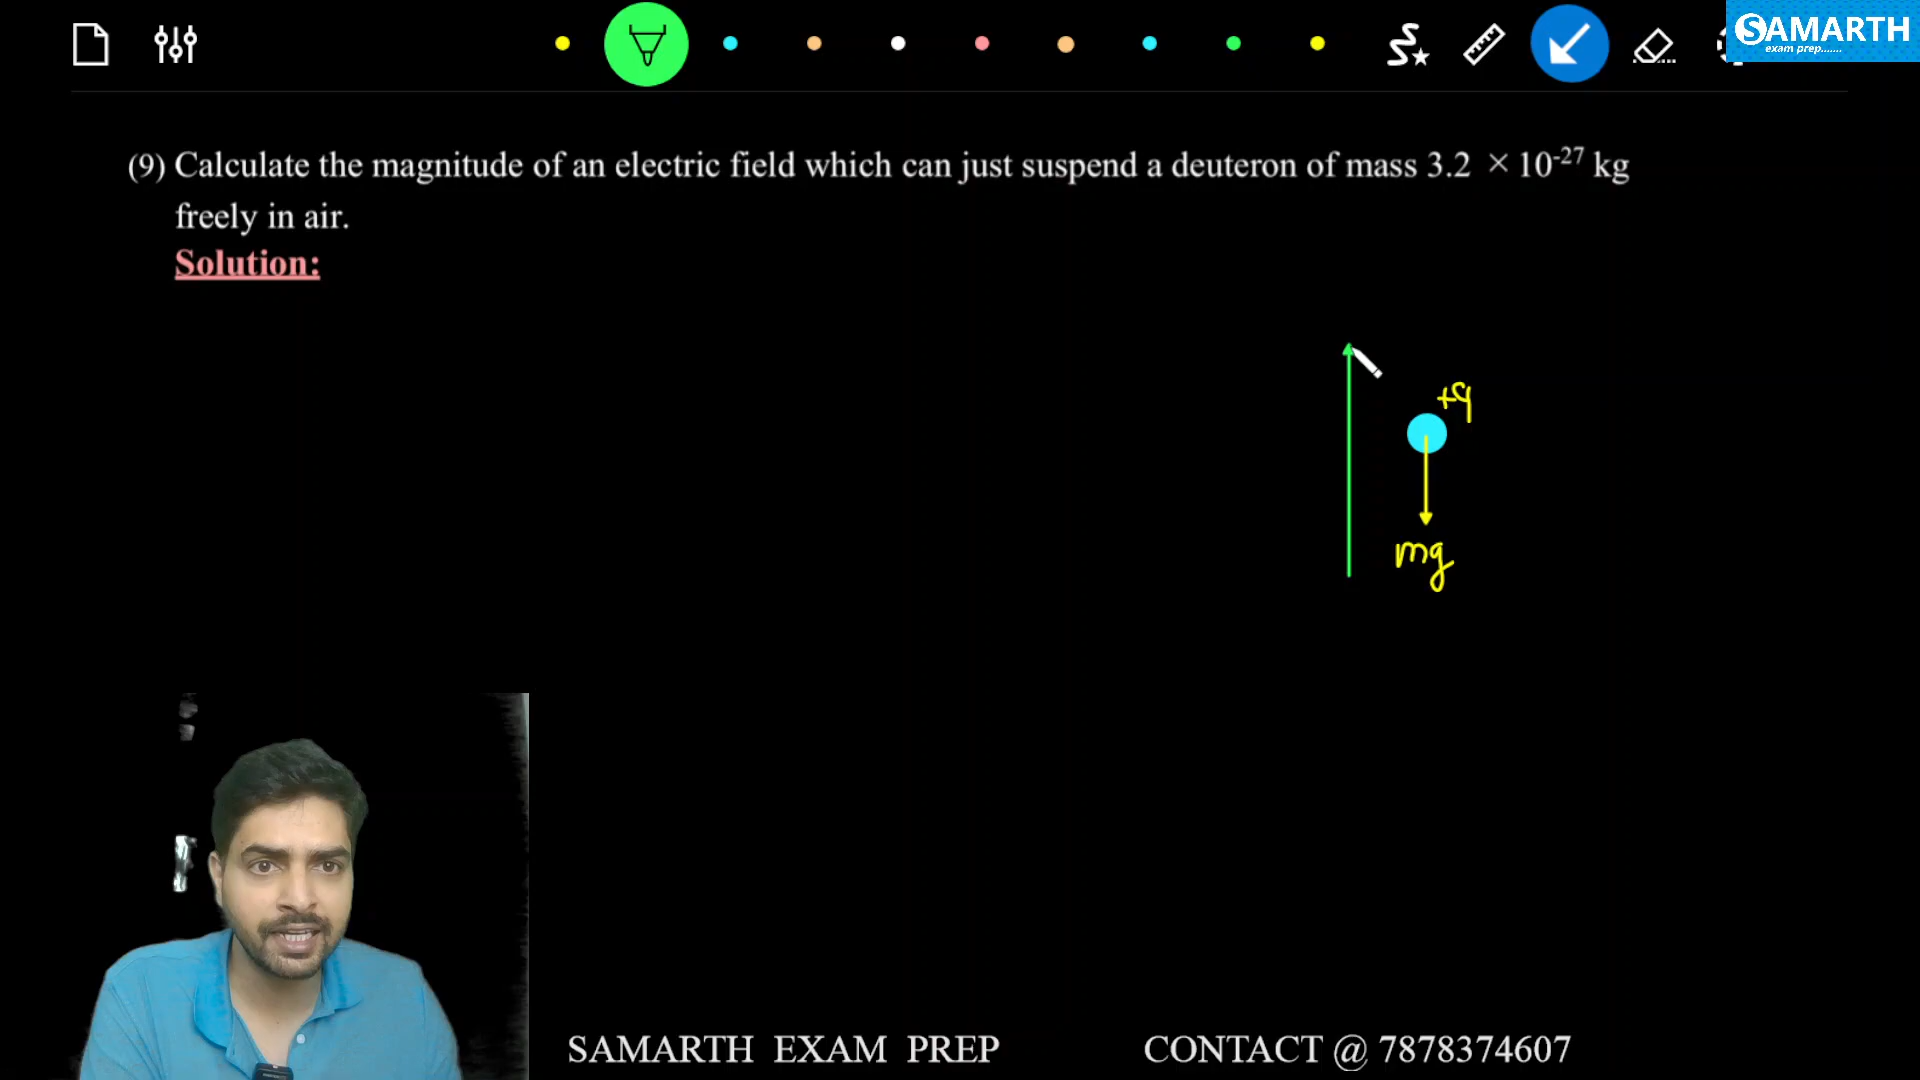 SAMARTH
exam prep.......
(9) Calculate the magnitude of an electric field which can just suspend a deuteron of mass 3.2 × 10⁻²⁷ kg
freely in air.
Solution:
+q
mg
SAMARTH EXAM PREP CONTACT @ 7878374607